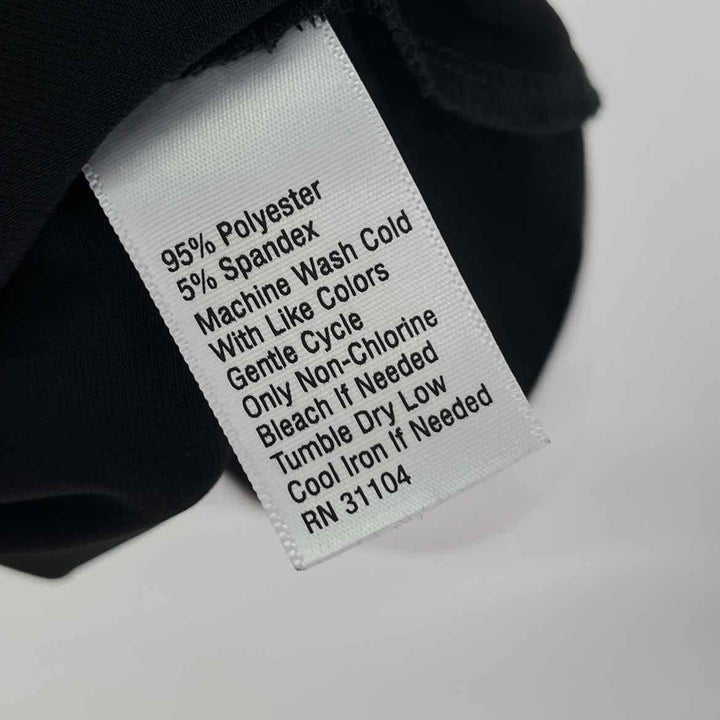 95% Polyester
5% Spandex
Machine Wash Cold
With Like Colors
Gentle Cycle
Only Non-Chlorine
Bleach If Needed
Tumble Dry Low
Cool Iron If Needed
RN 31104